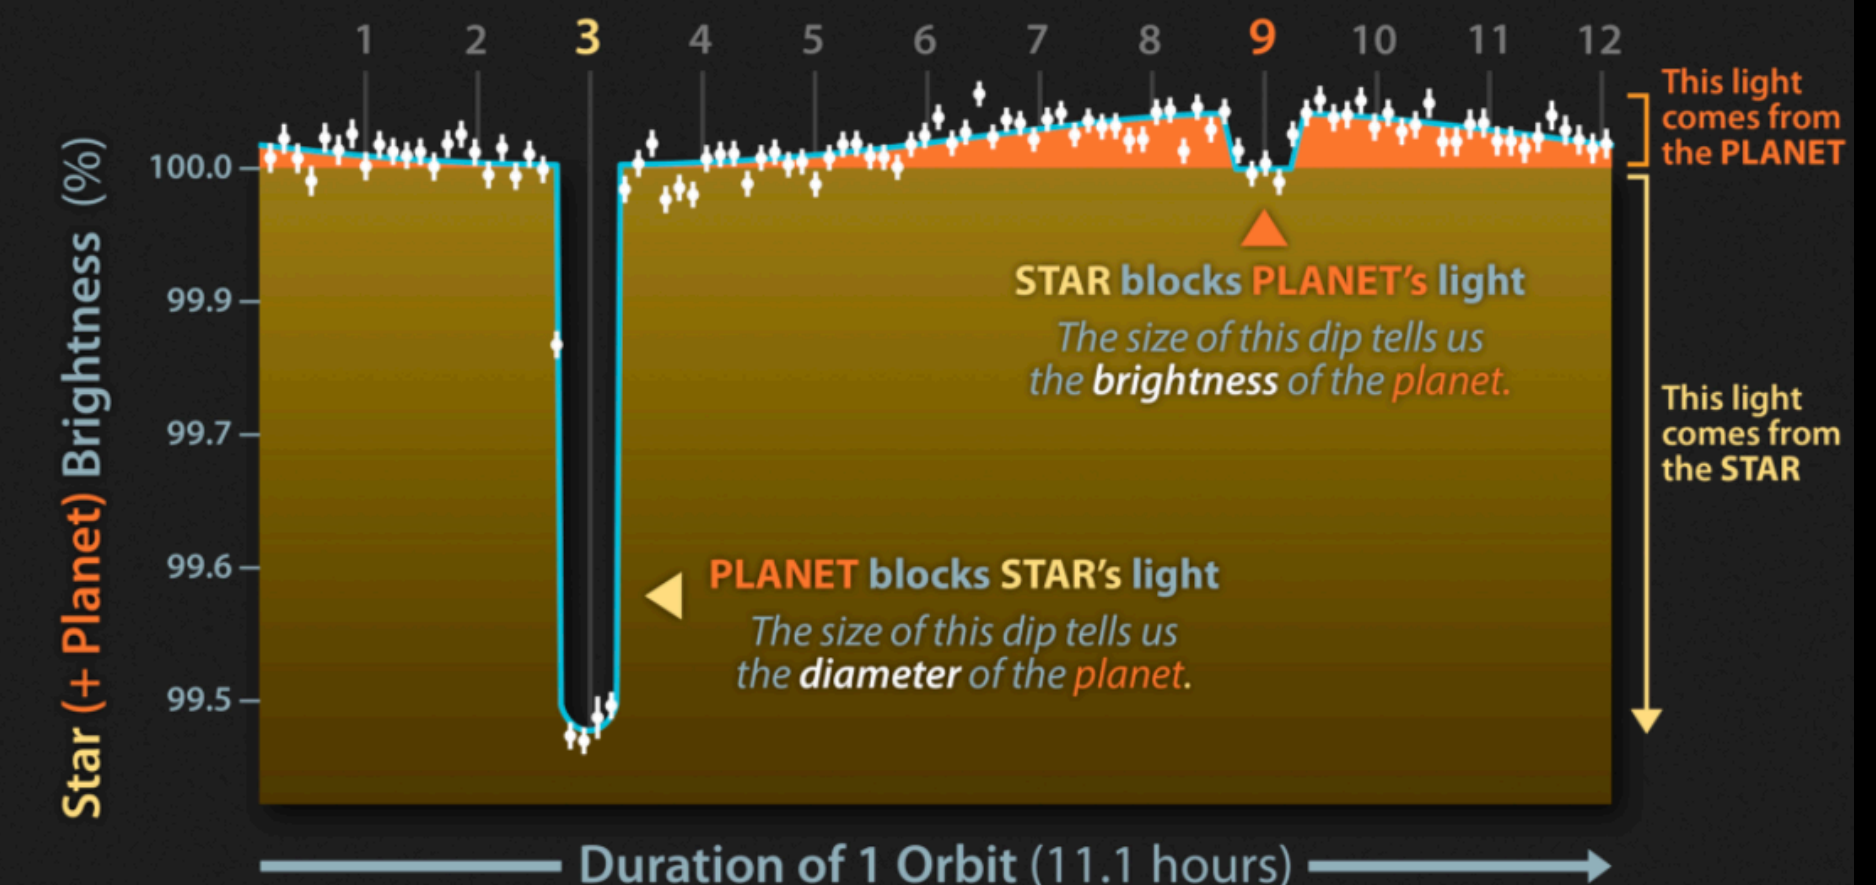 1 2 3 4 5 6 7 8 9 10 11 12
This light
comes from
the PLANET
Star (+ Planet) Brightness (%)
100.0
99.9
99.7
99.6
99.5
STAR blocks PLANET's light
The size of this dip tells us
the brightness of the planet.
This light
comes from
the STAR
PLANET blocks STAR's light
The size of this dip tells us
the diameter of the planet.
Duration of 1 Orbit (11.1 hours)